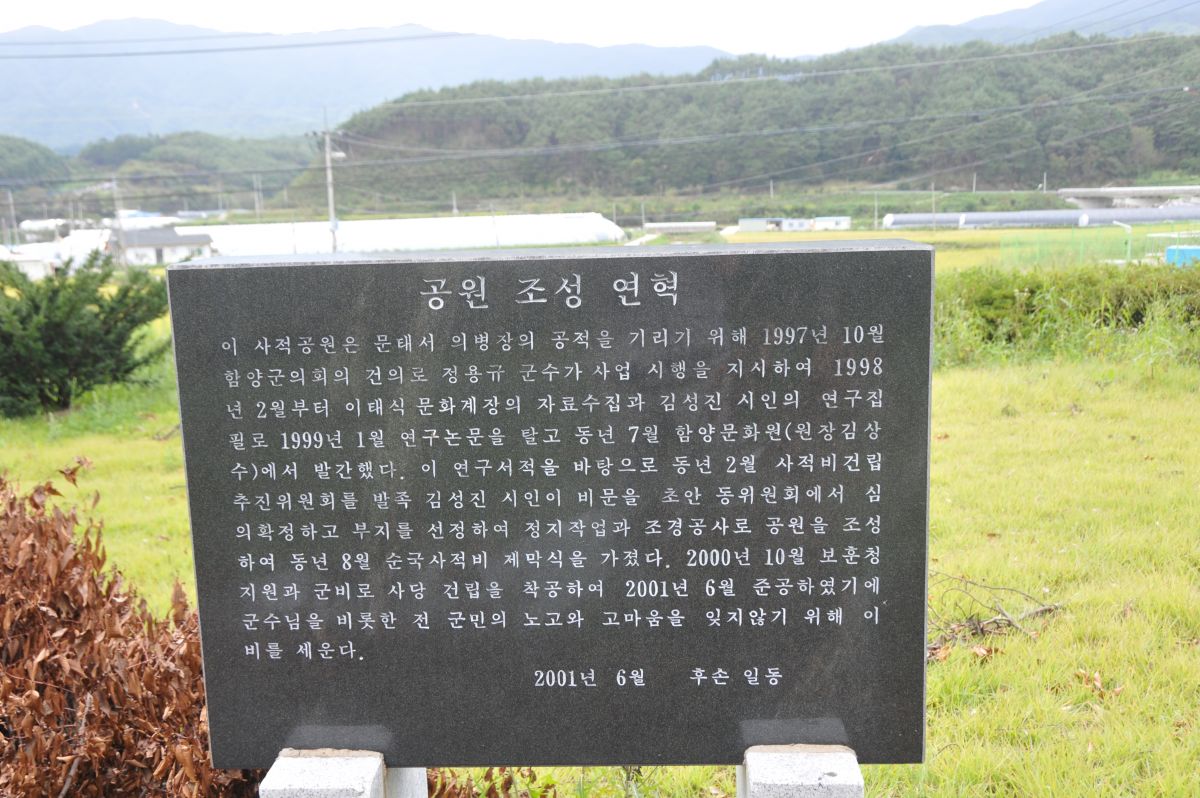 공원 조성 연혁
이 사적공원은 문태서 의병장의 공적을 기리기 위해 1997년 10월
함양군의회의 건의로 정용규 군수가 사업 시행을 지시하여 1998
년 2월부터 이태식 문화계장의 자료수집과 김성진 시인의 연구집
필로 1999년 1월 연구논문을 탈고 동년 7월 함양문화원(원장김상
수)에서 발간했다. 이 연구서적을 바탕으로 동년 2월 사적비건립
추진위원회를 발족 김성진 시인이 비문을 초안 동위원회에서 심
의확정하고 부지를 선정하여 정지작업과 조경공사로 공원을 조성
하여 동년 8월 순국사적비 제막식을 가졌다. 2000년 10월 보훈청
지원과 군비로 사당 건립을 착공하여 2001년 6월 준공하였기에
군수님을 비롯한 전 군민의 노고와 고마움을 잊지않기 위해 이
비를 세운다.
2001년 6월 후손 일동